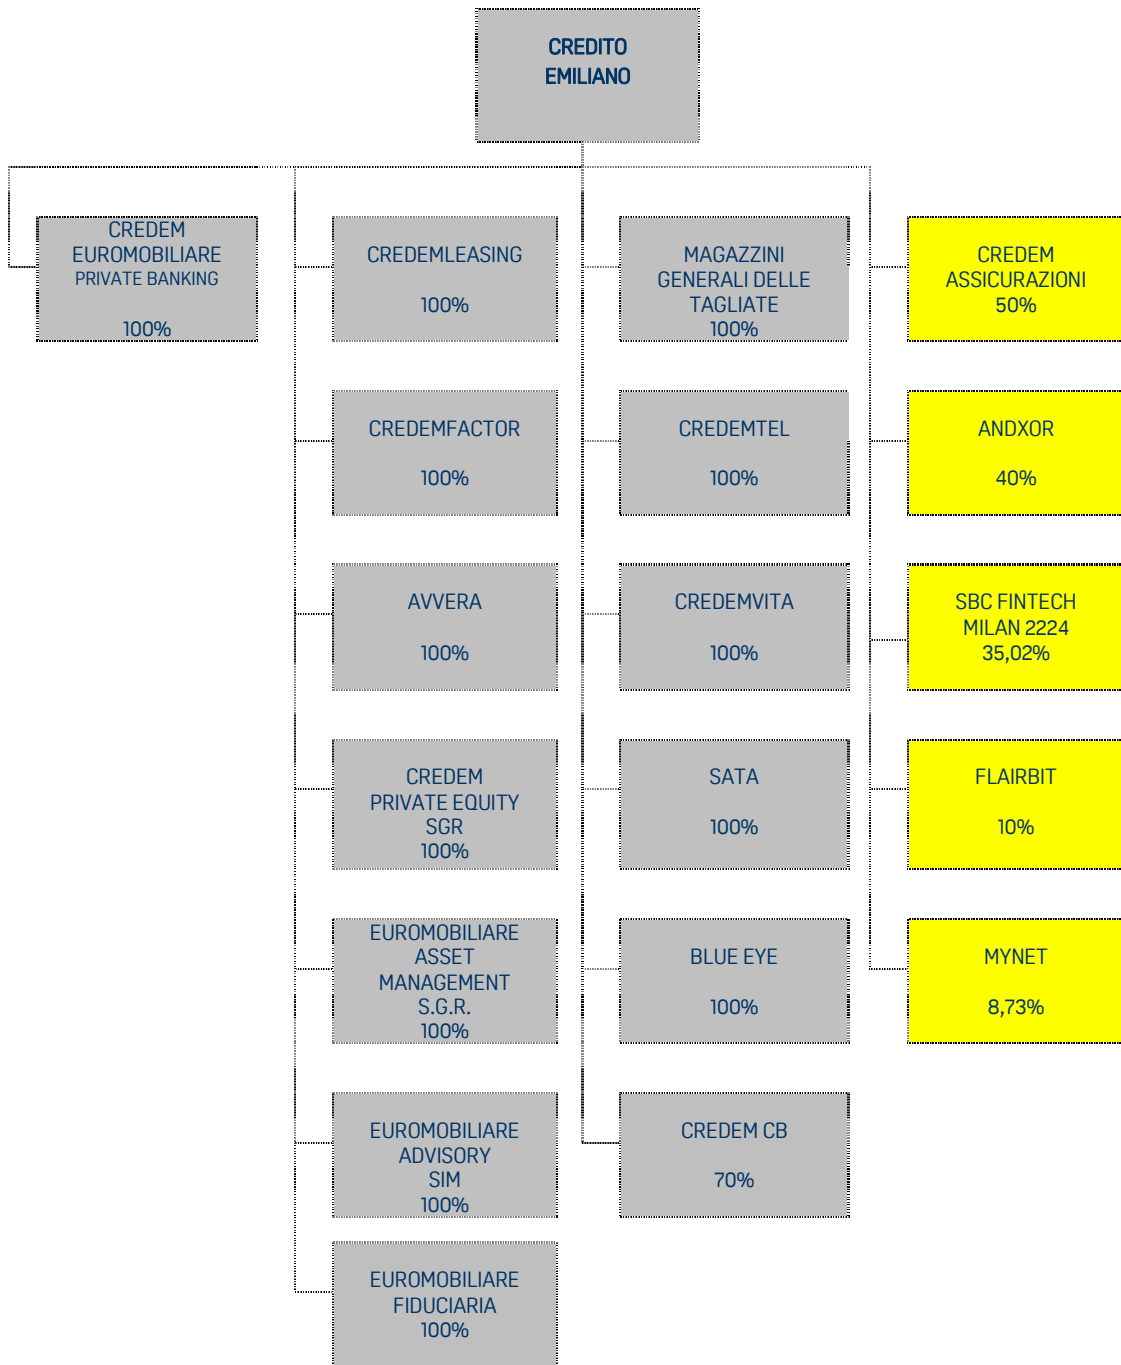 CREDITO
EMILIANO
CREDEM
EUROMOBILIARE
PRIVATE BANKING
100%
CREDEMLEASING
100%
MAGAZZINI
GENERALI DELLE
TAGLIATE
100%
CREDEM
ASSICURAZIONI
50%
CREDEMFACTOR
100%
CREDEMTEL
100%
ANDXOR
40%
AVVERA
100%
CREDEMVITA
100%
SBC FINTECH
MILAN 2224
35,02%
CREDEM
PRIVATE EQUITY
SGR
100%
SATA
100%
FLAIRBIT
10%
EUROMOBILIARE
ASSET
MANAGEMENT
S.G.R.
100%
BLUE EYE
100%
MYNET
8,73%
EUROMOBILIARE
ADVISORY
SIM
100%
CREDEM CB
70%
EUROMOBILIARE
FIDUCIARIA
100%